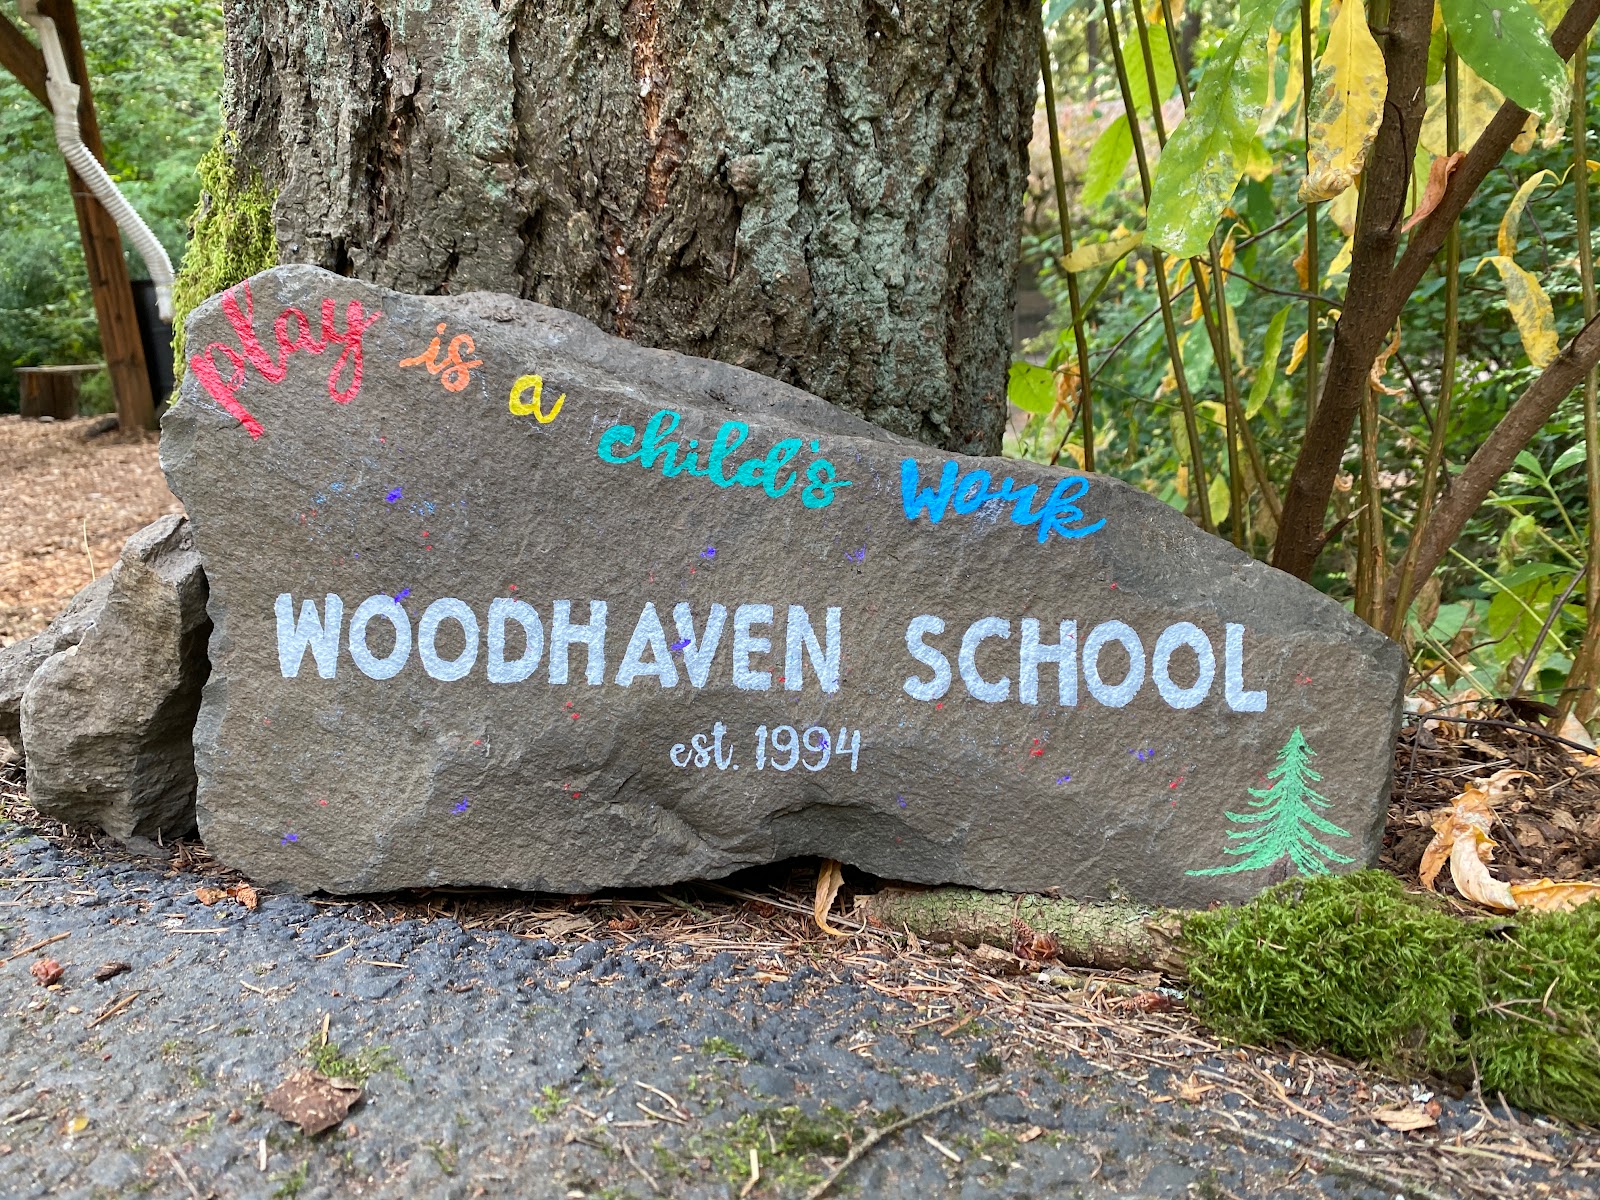 play is a child's work
WOODHAVEN SCHOOL
est. 1994